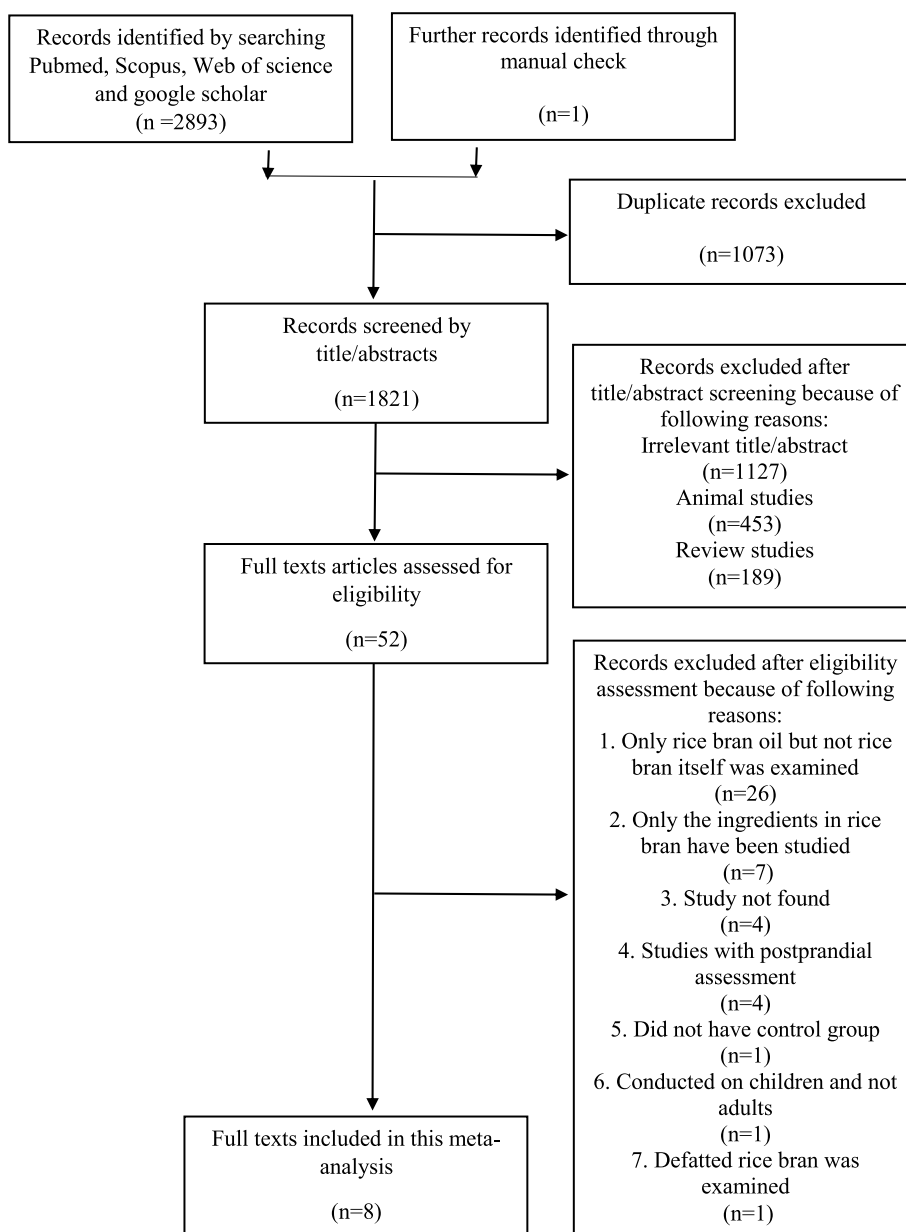 Records identified by searching
Pubmed, Scopus, Web of science
and google scholar
(n =2893)
Further records identified through
manual check
(n=1)
Duplicate records excluded
(n=1073)
Records screened by
title/abstracts
(n=1821)
Records excluded after
title/abstract screening because of
following reasons:
Irrelevant title/abstract
(n=1127)
Animal studies
(n=453)
Review studies
(n=189)
Full texts articles assessed for
eligibility
(n=52)
Records excluded after eligibility
assessment because of following
reasons:
1. Only rice bran oil but not rice
bran itself was examined
(n=26)
2. Only the ingredients in rice
bran have been studied
(n=7)
3. Study not found
(n=4)
4. Studies with postprandial
assessment
(n=4)
5. Did not have control group
(n=1)
6. Conducted on children and not
adults
(n=1)
7. Defatted rice bran was
examined
(n=1)
Full texts included in this meta-
analysis
(n=8)